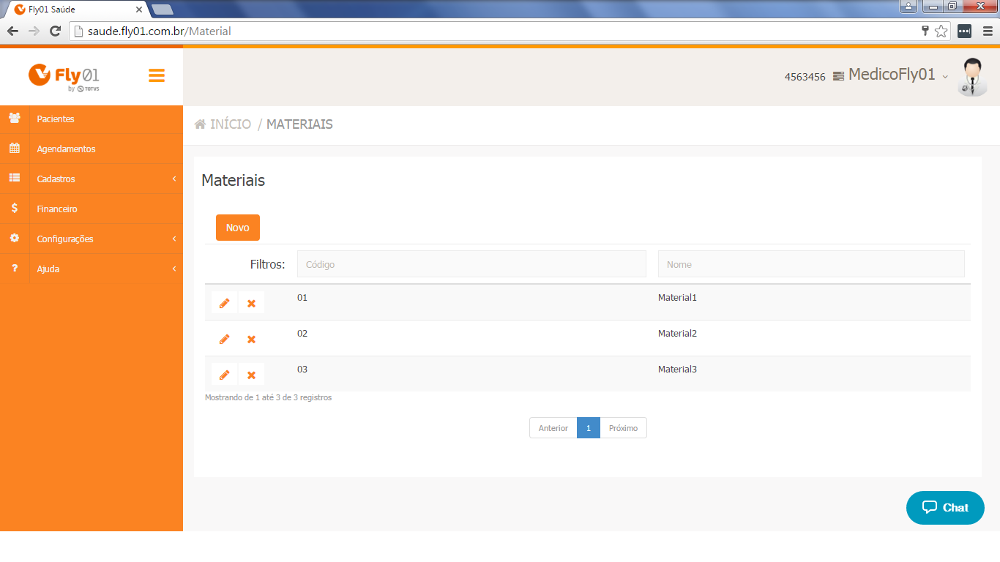 Fly01 Saúde
saude.fly01.com.br/Material
Fly01
by TOTVS
4563456 MedicoFly01
Pacientes
Agendamentos
Cadastros
Financeiro
Configurações
Ajuda
INÍCIO / MATERIAIS
Materiais
Novo
Filtros: Código Nome
01 Material1
02 Material2
03 Material3
Mostrando de 1 até 3 de 3 registros
Anterior 1 Próximo
Chat